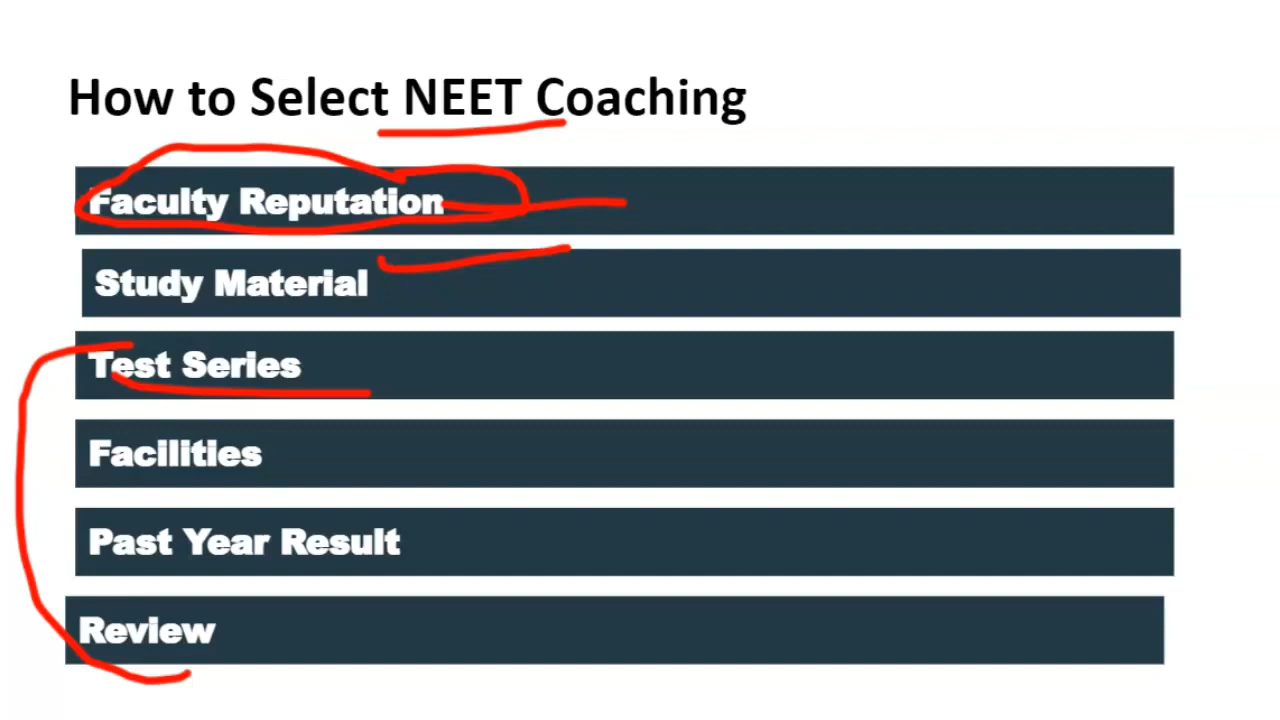 How to Select NEET Coaching
Faculty Reputation
Study Material
Test Series
Facilities
Past Year Result
Review